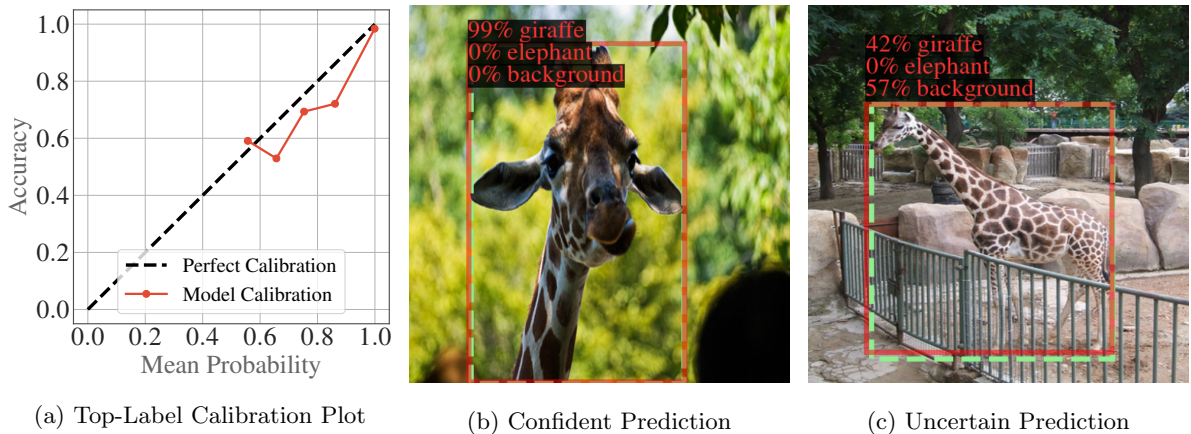 1.0
0.8
0.6
0.4
0.2
0.0
Accuracy
Perfect Calibration
Model Calibration
0.0 0.2 0.4 0.6 0.8 1.0
Mean Probability
(a) Top-Label Calibration Plot
99% giraffe
0% elephant
0% background
(b) Confident Prediction
42% giraffe
0% elephant
57% background
(c) Uncertain Prediction